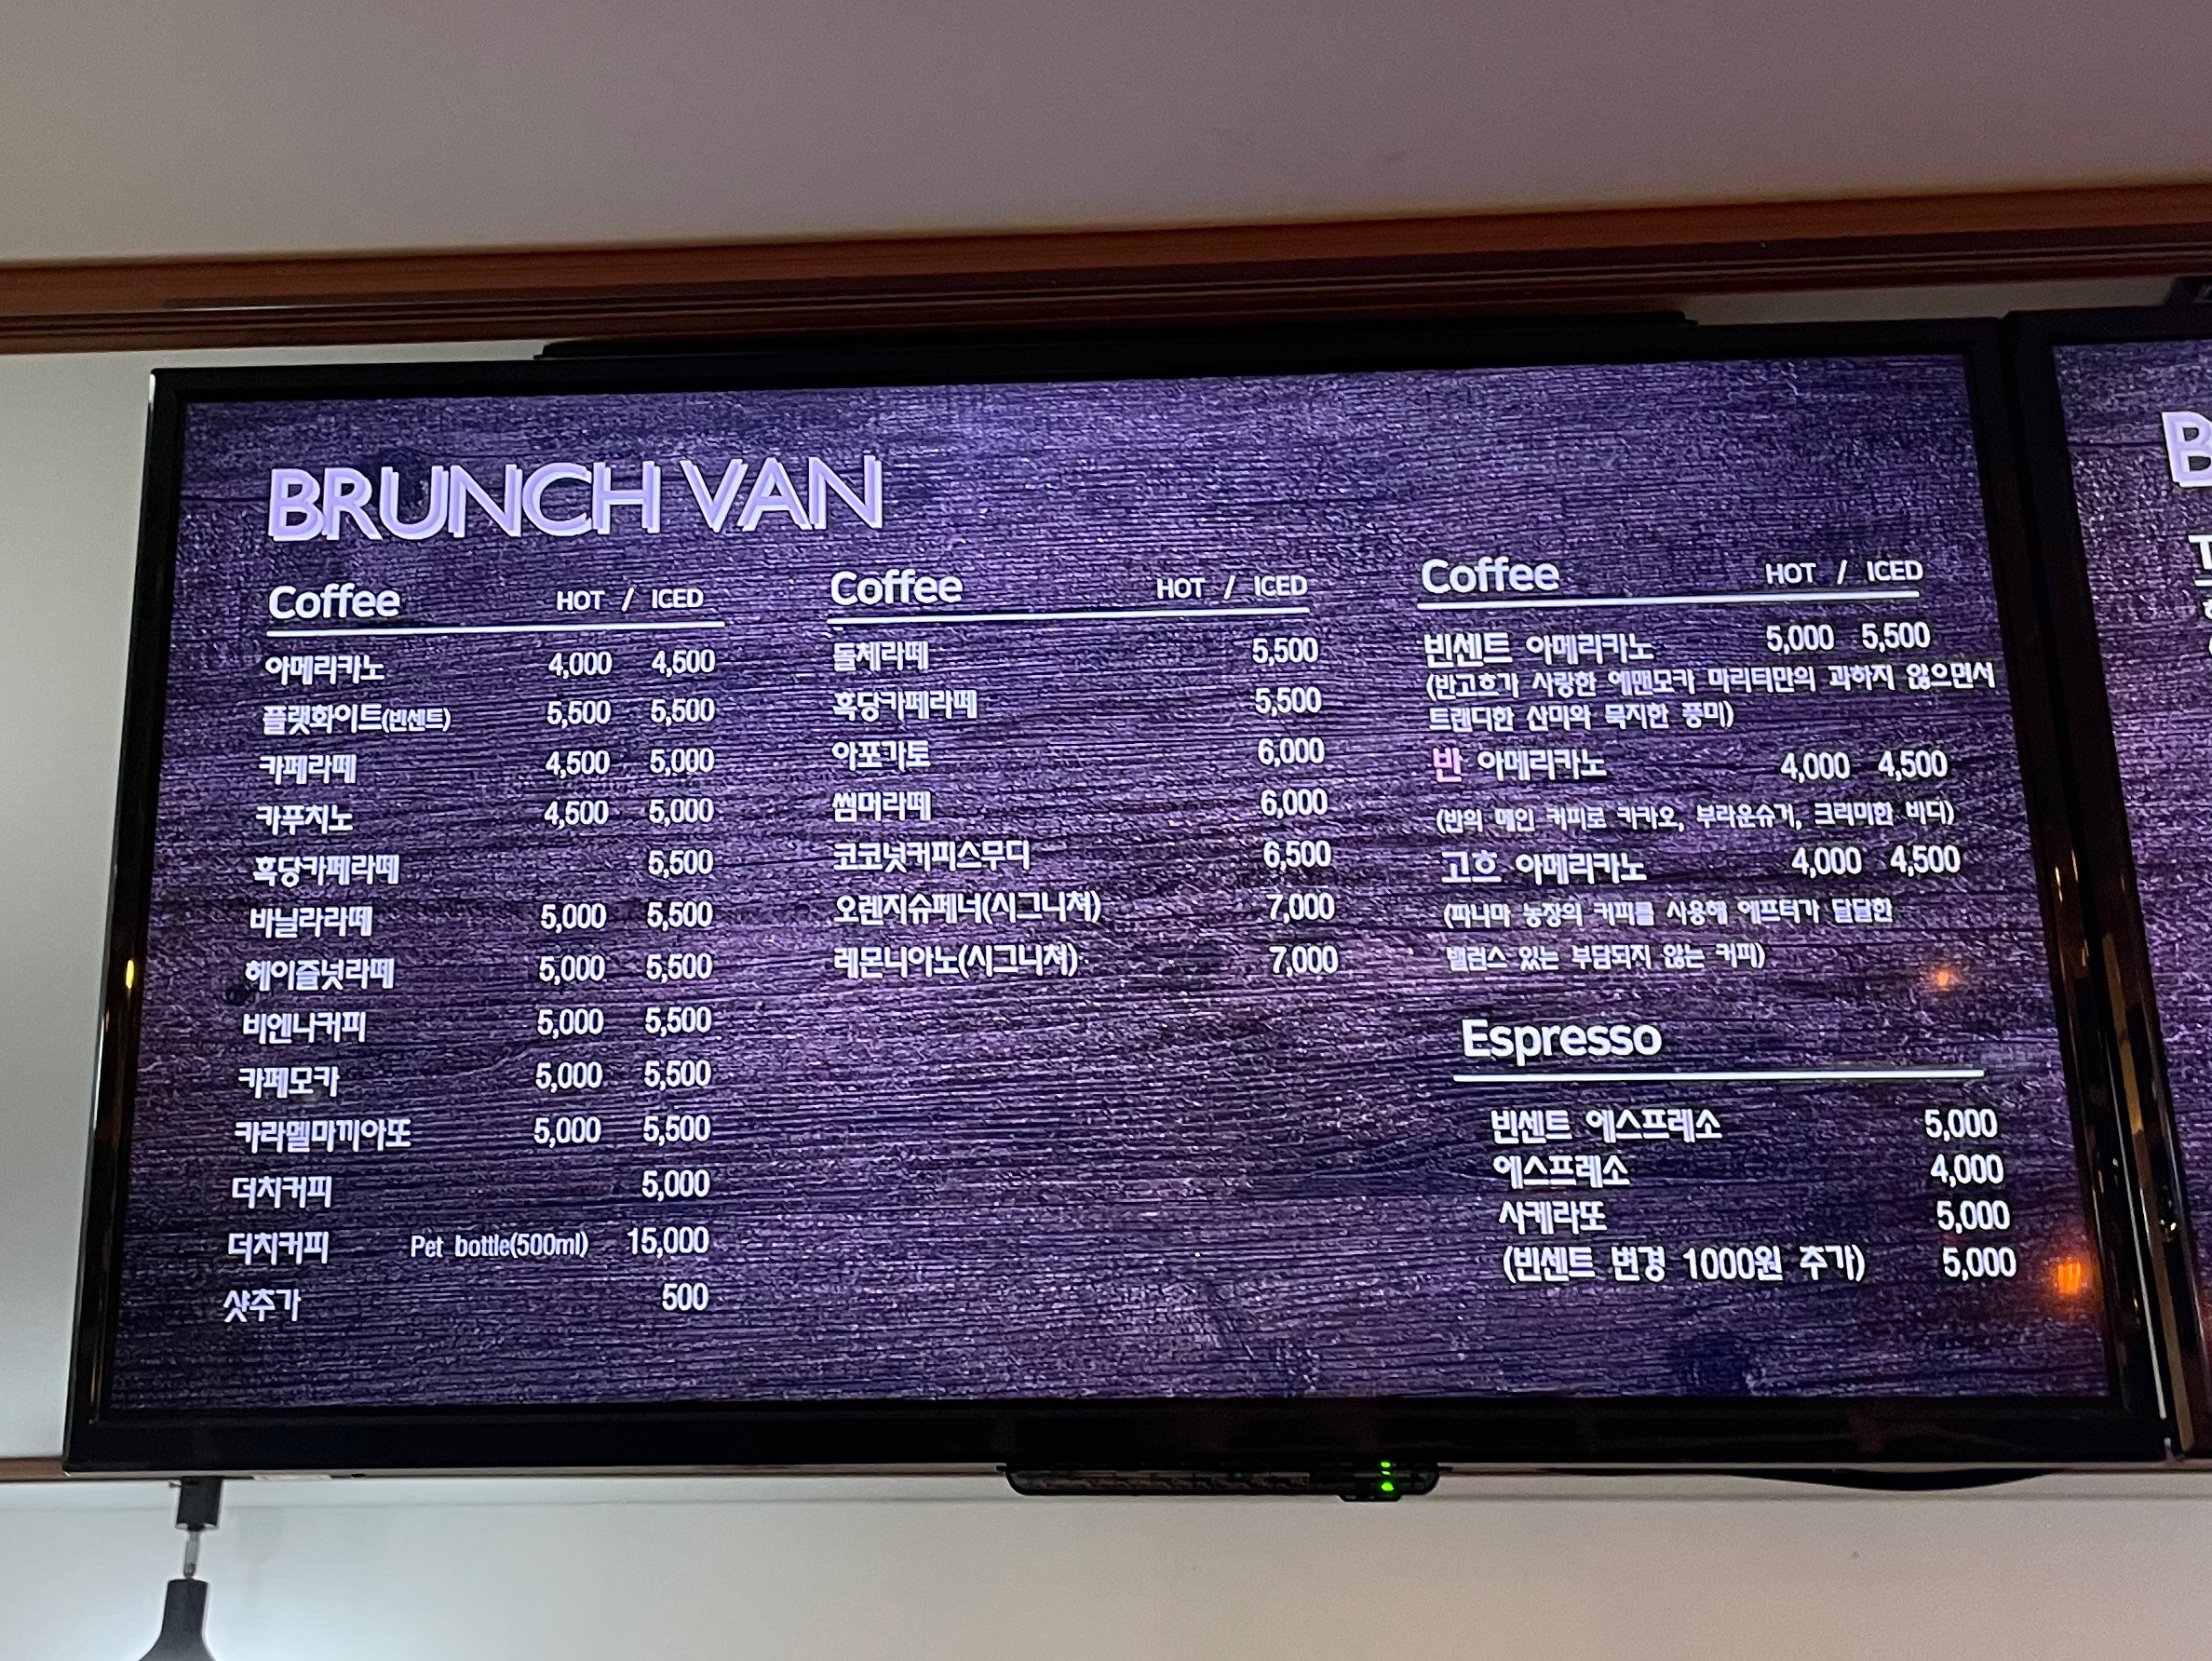 BRUNCH VAN
Coffee HOT / ICED
아메리카노 4,000 4,500
플랫화이트(빈센트) 5,500 5,500
카페라떼 4,500 5,000
카푸치노 4,500 5,000
흑당카페라떼 5,500
바닐라라떼 5,000 5,500
헤이즐넛라떼 5,000 5,500
비엔나커피 5,000 5,500
카페모카 5,000 5,500
카라멜마끼아또 5,000 5,500
더치커피 5,000
더치커피 Pet bottle(500ml) 15,000
샷추가 500
Coffee HOT / ICED
돌체라떼 5,500
흑당카페라떼 5,500
아포가토 6,000
썸머라떼 6,000
코코넛커피스무디 6,500
오렌지슈페너(시그니쳐) 7,000
레몬니아노(시그니쳐) 7,000
Coffee HOT / ICED
빈센트 아메리카노 5,000 5,500
(반고흐가 사랑한 예맨모카 마리티만의 과하지 않으면서
트랜디한 산미와 묵직한 풍미)
반 아메리카노 4,000 4,500
(반의 메인 커피로 카카오, 부라운슈거, 크리미한 바디)
고흐 아메리카노 4,000 4,500
(파나마 농장의 커피를 사용해 에프터가 달달한
밸런스 있는 부담되지 않는 커피)
Espresso
빈센트 에스프레소 5,000
에스프레소 4,000
사케라또 5,000
(빈센트 변경 1000원 추가) 5,000